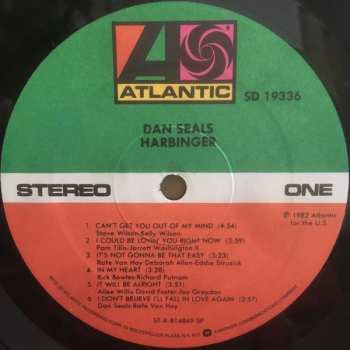 ATLANTIC
SD 19336
DAN SEALS
HARBINGER
STEREO
ONE
℗ 1982 Atlantic
for the U.S.
1. CAN'T GET YOU OUT OF MY MIND (4:54)
Steve Wilson-Kelly Wilson
2. I COULD BE LOVIN' YOU RIGHT NOW (3:59)
Pam Tillis-Jarrett Washington II
3. IT'S NOT GONNA BE THAT EASY (3:23)
Rafe Van Hoy-Deborah Allen-Eddie Struzick
4. IN MY HEART (3:28)
Rick Bowles-Richard Putnam
5. IT WILL BE ALRIGHT (3:51)
Allee Willis-David Foster-Jay Graydon
6. I DON'T BELIEVE I'LL FALL IN LOVE AGAIN (3:57)
Dan Seals-Rafe Van Hoy
ST-A-814849-SP